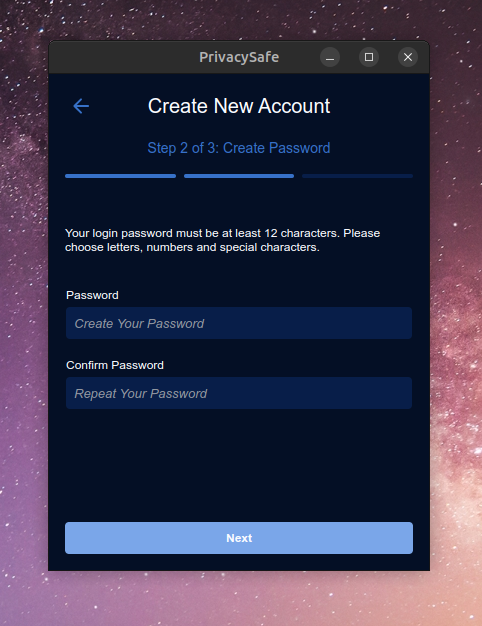 PrivacySafe
Create New Account
Step 2 of 3: Create Password
Your login password must be at least 12 characters. Please
choose letters, numbers and special characters.
Password
Create Your Password
Confirm Password
Repeat Your Password
Next